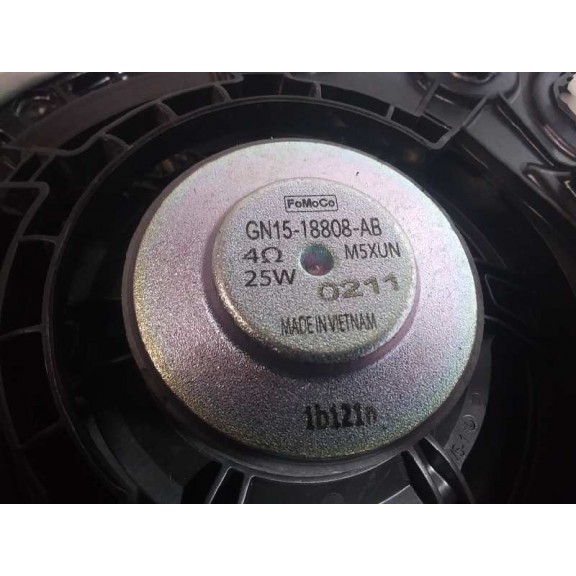 FoMoCo
GN15-18808-AB
4Ω M5XUN
25W 0211
MADE IN VIETNAM
1b121n